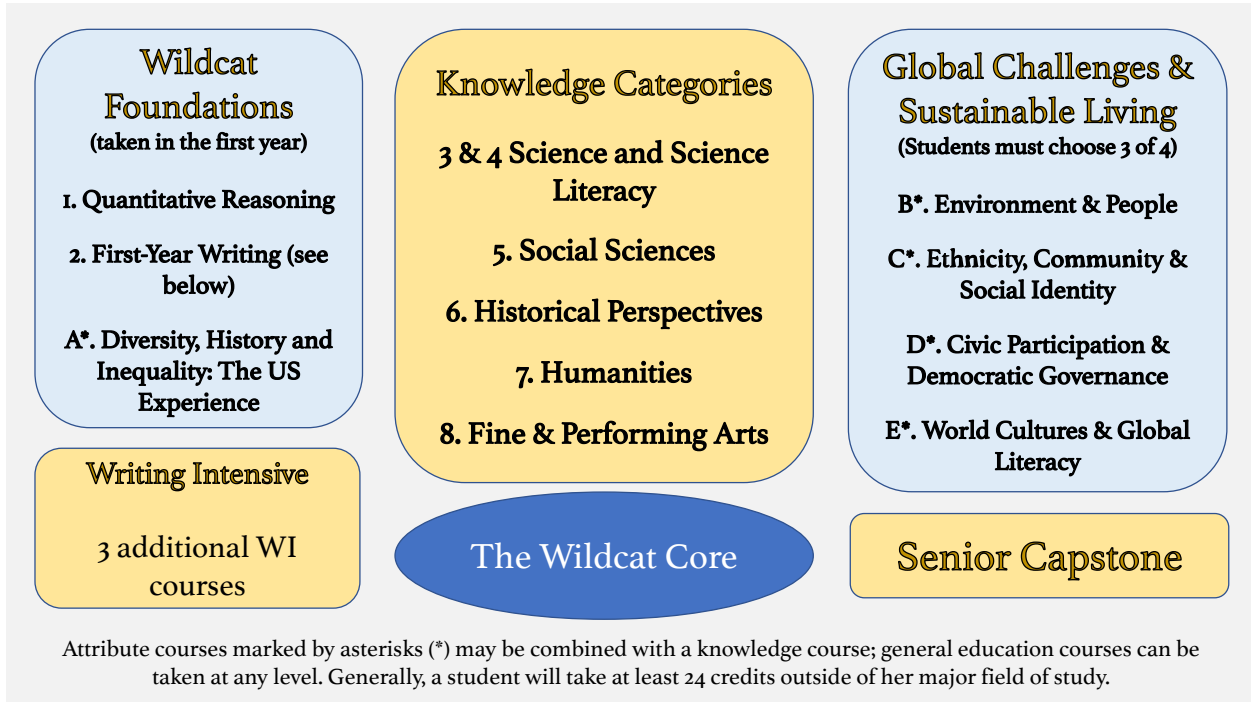 Wildcat
Foundations
(taken in the first year)
1. Quantitative Reasoning
2. First-Year Writing (see
below)
A*. Diversity, History and
Inequality: The US
Experience
Writing Intensive
3 additional WI
courses
Knowledge Categories
3 & 4 Science and Science
Literacy
5. Social Sciences
6. Historical Perspectives
7. Humanities
8. Fine & Performing Arts
The Wildcat Core
Global Challenges &
Sustainable Living
(Students must choose 3 of 4)
B*. Environment & People
C*. Ethnicity, Community &
Social Identity
D*. Civic Participation &
Democratic Governance
E*. World Cultures & Global
Literacy
Senior Capstone
Attribute courses marked by asterisks (*) may be combined with a knowledge course; general education courses can be
taken at any level. Generally, a student will take at least 24 credits outside of her major field of study.